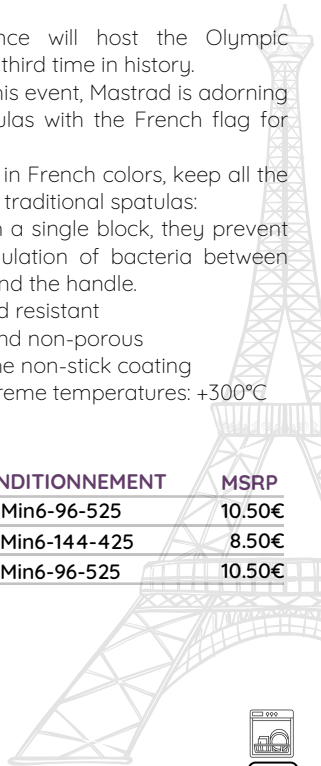 nce will host the Olympic
third time in history.
his event, Mastrad is adorning
ulas with the French flag for
in French colors, keep all the
traditional spatulas:
a single block, they prevent
ulation of bacteria between
nd the handle.
d resistant
nd non-porous
he non-stick coating
reme temperatures: +300°C
NDITIONNEMENT MSRP
Min6-96-525 10.50€
Min6-144-425 8.50€
Min6-96-525 10.50€